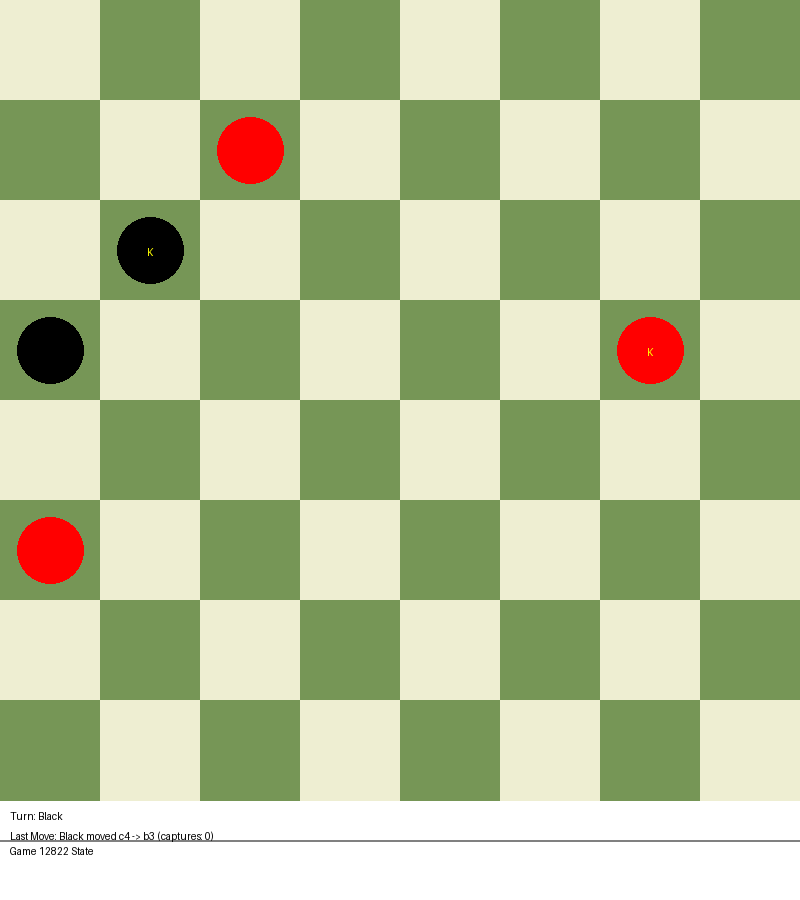 K
K
Turn: Black
Last Move: Black moved c4 -> b3 (captures: 0)
Game 12822 State